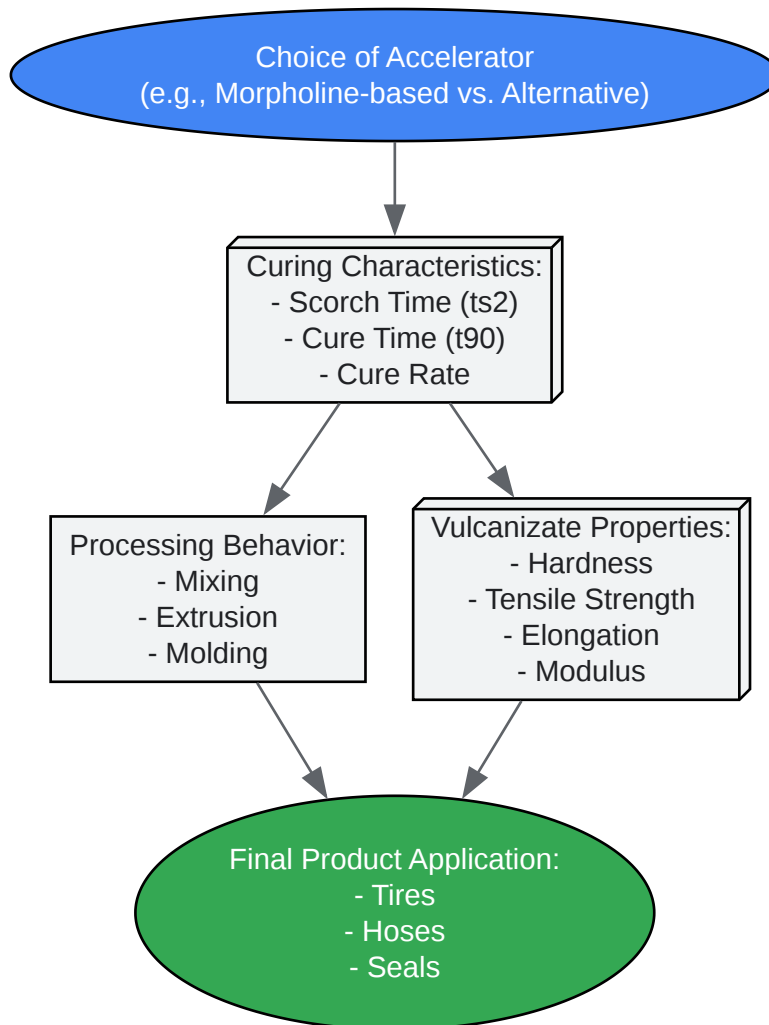 Choice of Accelerator
(e.g., Morpholine-based vs. Alternative)
Curing Characteristics:
- Scorch Time (ts2)
- Cure Time (t90)
- Cure Rate
Processing Behavior:
- Mixing
- Extrusion
- Molding
Vulcanizate Properties:
- Hardness
- Tensile Strength
- Elongation
- Modulus
Final Product Application:
- Tires
- Hoses
- Seals